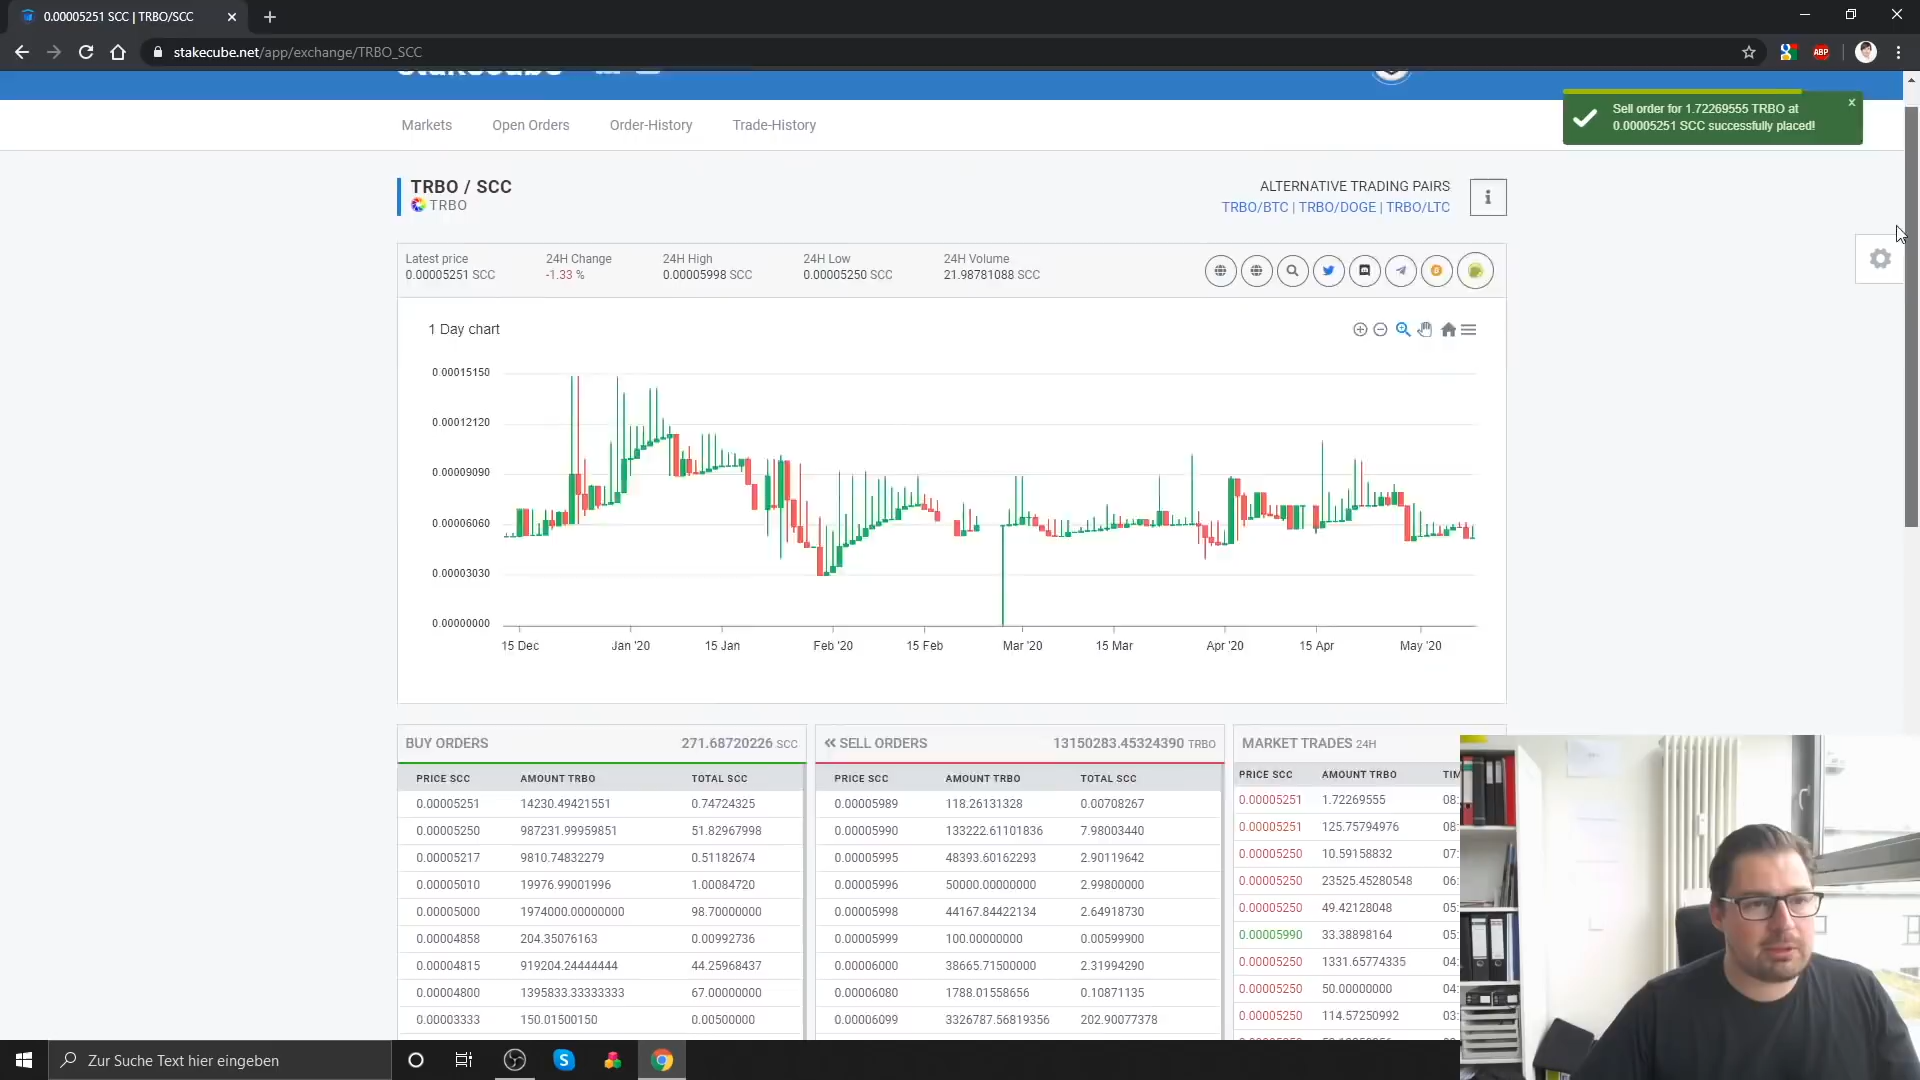 0.00005251 SCC | TRBO/SCC
stakecube.net/app/exchange/TRBO_SCC
ABP
stakecube
Markets
Open Orders
Order-History
Trade-History
Sell order for 1.72269555 TRBO at
0.00005251 SCC successfully placed!
x
TRBO / SCC
TRBO
ALTERNATIVE TRADING PAIRS
TRBO/BTC | TRBO/DOGE | TRBO/LTC
Latest price
0.00005251 SCC
24H Change
-1.33 %
24H High
0.00005998 SCC
24H Low
0.00005250 SCC
24H Volume
21.98781088 SCC
1 Day chart
0.00015150
0.00012120
0.00009090
0.00006060
0.00003030
0.00000000
15 Dec
Jan '20
15 Jan
Feb '20
15 Feb
Mar '20
15 Mar
Apr '20
15 Apr
May '20
BUY ORDERS
271.68720226 SCC
PRICE SCC AMOUNT TRBO TOTAL SCC
0.00005251 14230.49421551 0.74724325
0.00005250 987231.99959851 51.82967998
0.00005217 9810.74832279 0.51182674
0.00005010 19976.99001996 1.00084720
0.00005000 1974000.00000000 98.70000000
0.00004858 204.35076163 0.00992736
0.00004815 919204.24444444 44.25968437
0.00004800 1395833.33333333 67.00000000
0.00003333 150.01500150 0.00500000
SELL ORDERS
13150283.45324390 TRBO
PRICE SCC AMOUNT TRBO TOTAL SCC
0.00005989 118.26131328 0.00708267
0.00005990 133222.61101836 7.98003440
0.00005995 48393.60162293 2.90119642
0.00005996 50000.00000000 2.99800000
0.00005998 44167.84422134 2.64918730
0.00005999 100.00000000 0.00599900
0.00006000 38665.71500000 2.31994290
0.00006080 1788.01558656 0.10871135
0.00006099 3326787.56819356 202.90077378
MARKET TRADES 24H
PRICE SCC AMOUNT TRBO TIM
0.00005251 1.72269555 08:
0.00005251 125.75794976 08:
0.00005250 10.59158832 07:
0.00005250 23525.45280548 06:
0.00005250 49.42128048 05:
0.00005990 33.38898164 05:
0.00005250 1331.65774335 04:
0.00005250 50.00000000 04:
0.00005250 114.57250992 03:
Zur Suche Text hier eingeben